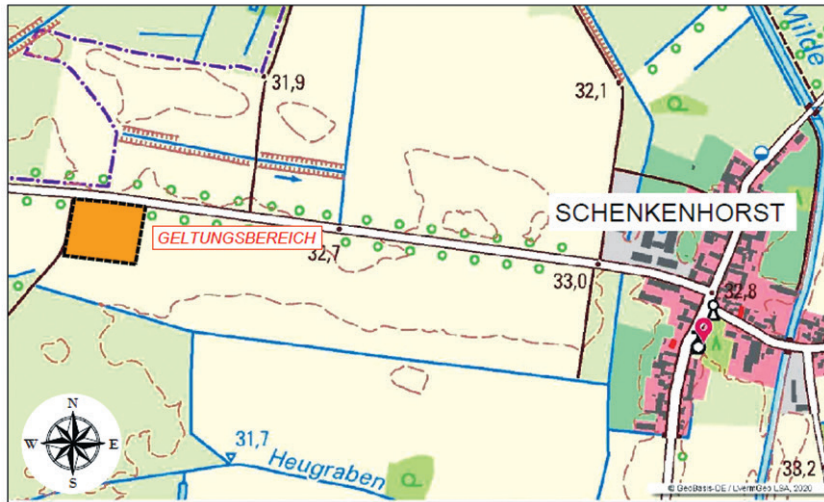 Milde
31,9
32,1
SCHENKENHORST
GELTUNGSBEREICH
32,7
33,0
32,8
N
W E
S
31,7
Heugraben
33,2
© GeoBasis-DE / LVermGeo LSA, 2020